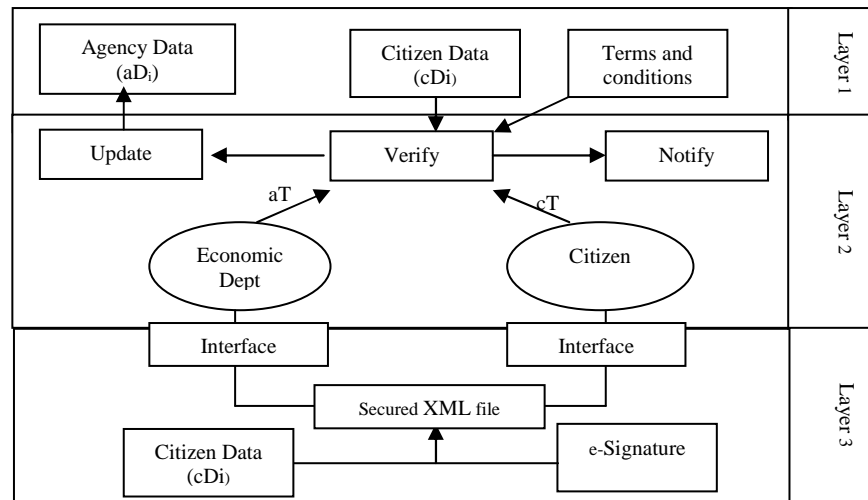 Agency Data
(aDi)
Citizen Data
(cDi)
Terms and
conditions
Layer 1
Update
Verify
Notify
aT
cT
Economic
Dept
Citizen
Layer 2
Interface
Interface
Secured XML file
Citizen Data
(cDi)
e-Signature
Layer 3